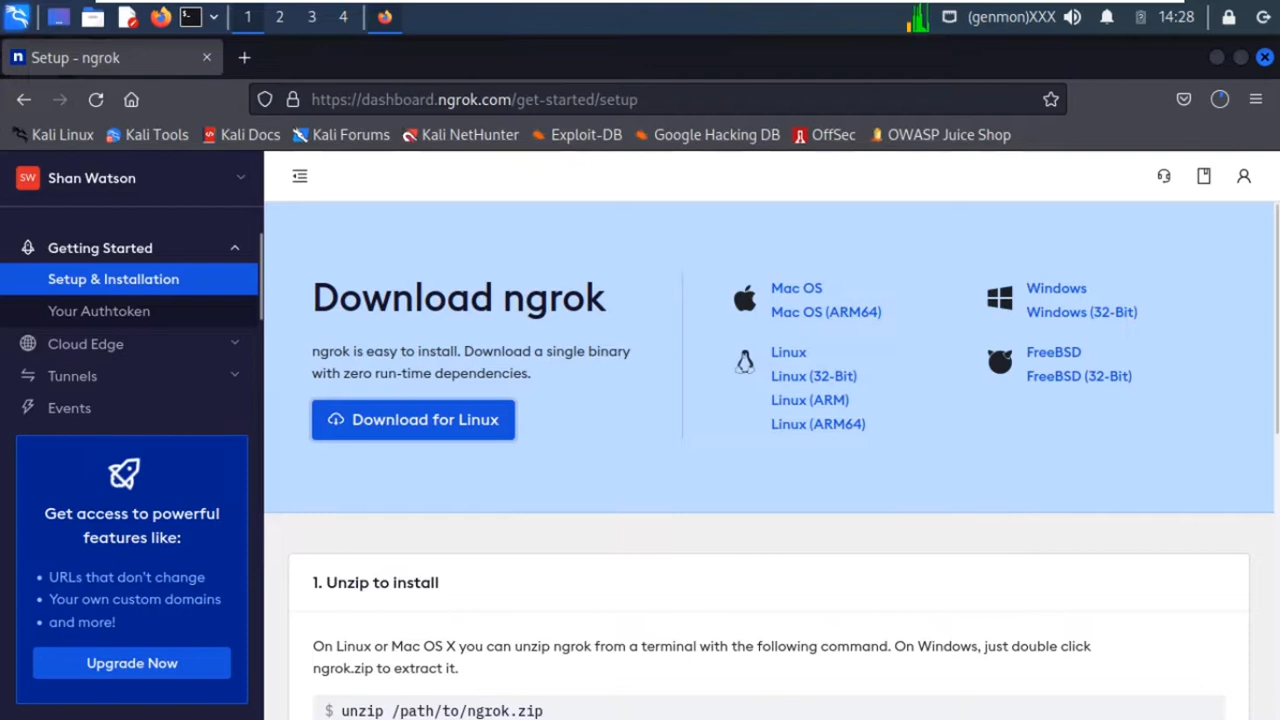 1 2 3 4 (genmon)XXX 14:28
n Setup - ngrok
https://dashboard.ngrok.com/get-started/setup
Kali Linux Kali Tools Kali Docs Kali Forums Kali NetHunter Exploit-DB Google Hacking DB OffSec OWASP Juice Shop
SW Shan Watson
Getting Started
Setup & Installation
Your Authtoken
Cloud Edge
Tunnels
Events
Get access to powerful
features like:
• URLs that don't change
• Your own custom domains
• and more!
Upgrade Now
Download ngrok
ngrok is easy to install. Download a single binary
with zero run-time dependencies.
Download for Linux
Mac OS
Mac OS (ARM64)
Linux
Linux (32-Bit)
Linux (ARM)
Linux (ARM64)
Windows
Windows (32-Bit)
FreeBSD
FreeBSD (32-Bit)
1. Unzip to install
On Linux or Mac OS X you can unzip ngrok from a terminal with the following command. On Windows, just double click
ngrok.zip to extract it.
$ unzip /path/to/ngrok.zip